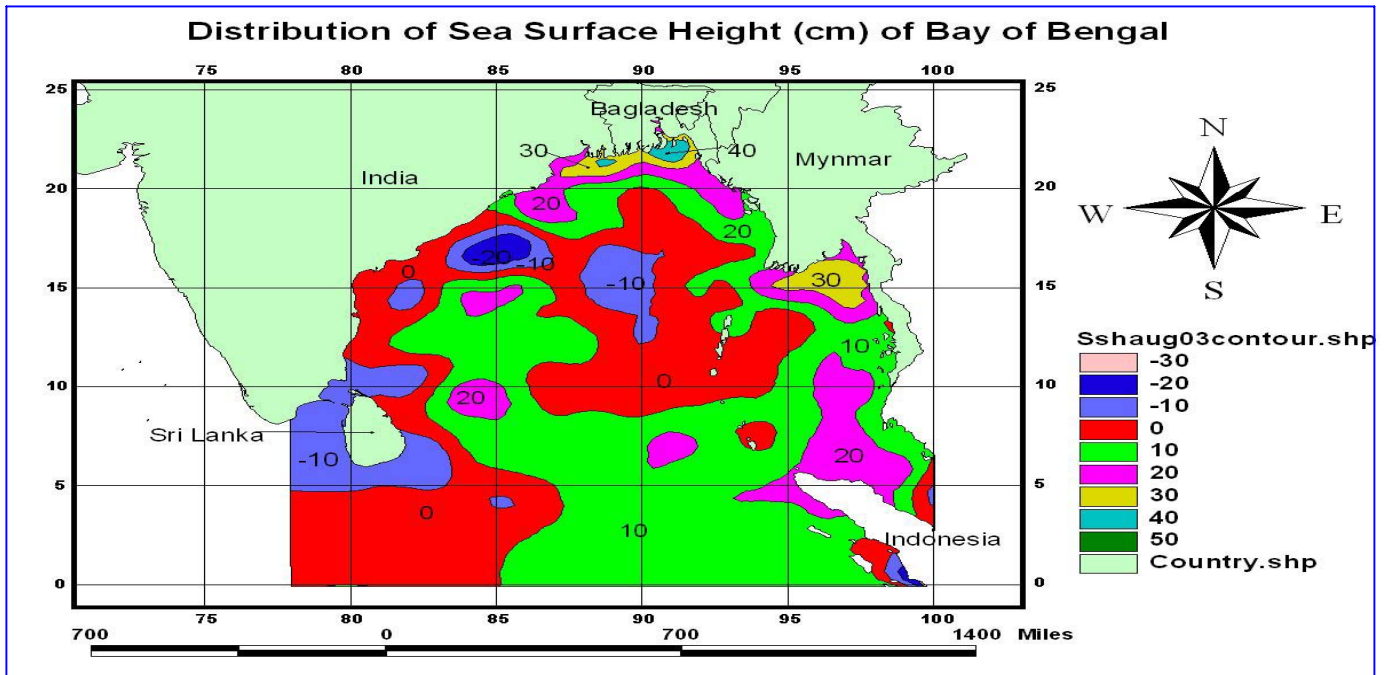 Distribution of Sea Surface Height (cm) of Bay of Bengal
75 80 85 90 95 100
25 25
Bagladesh
30 40
Mynmar
India
20 20
20
20
-20 -10
0
-10
30
15 15
10
10 10
0
20
Sri Lanka
-10
20
5 5
0
10
Indonesia
0 0
75 80 85 90 95 100
700 0 700 1400 Miles
N
W E
S
Sshaug03contour.shp
-30
-20
-10
0
10
20
30
40
50
Country.shp